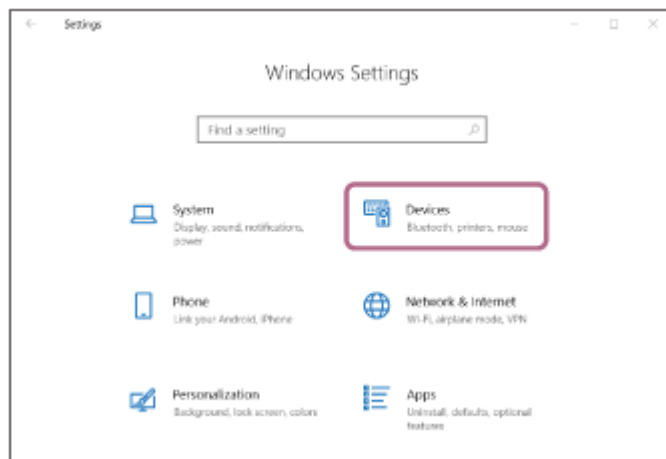 Settings
Windows Settings
Find a setting
System
Display, sound, notifications,
power
Devices
Bluetooth, printers, mouse
Phone
Link your Android, iPhone
Network & Internet
Wi-Fi, airplane mode, VPN
Personalization
Background, lock screen, colors
Apps
Uninstall, defaults, optional
features